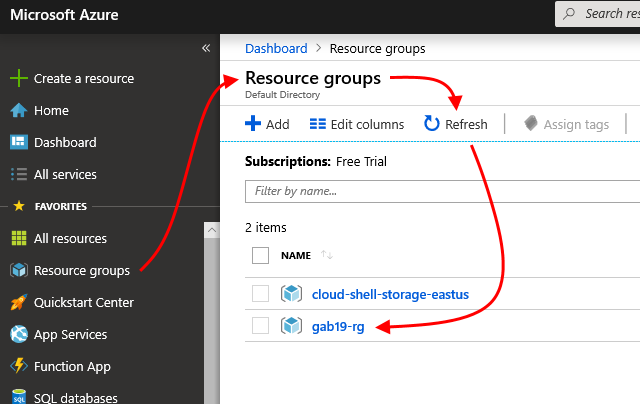 Microsoft Azure
Search res
«
Create a resource
Home
Dashboard
All services
FAVORITES
All resources
Resource groups
Quickstart Center
App Services
Function App
SQL databases
Dashboard > Resource groups
Resource groups
Default Directory
Add
Edit columns
Refresh
Assign tags
Subscriptions: Free Trial
Filter by name...
2 items
NAME
cloud-shell-storage-eastus
gab19-rg